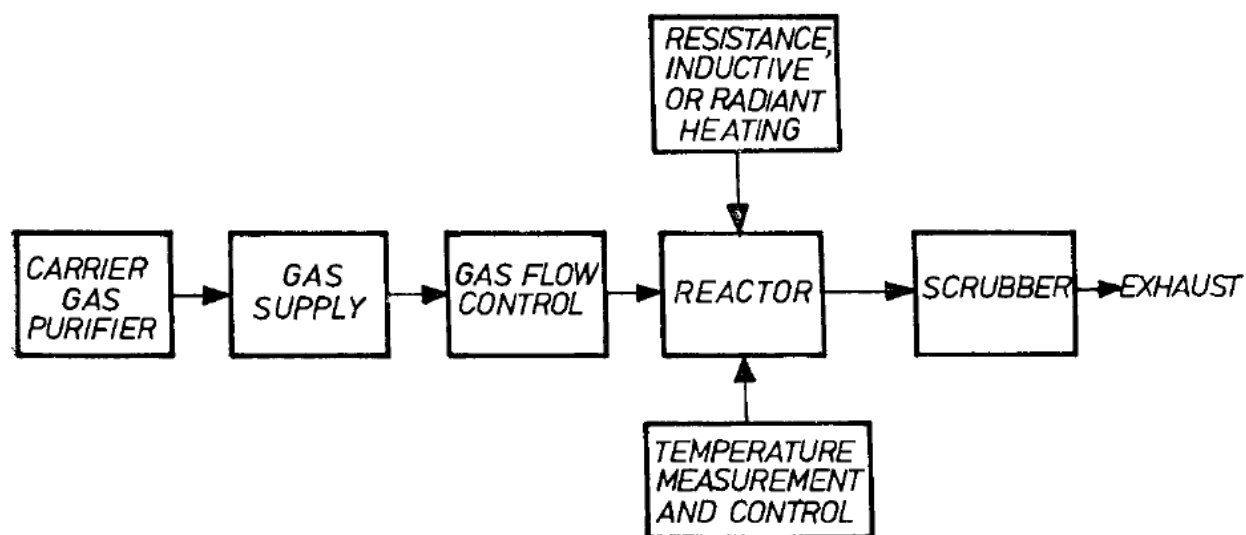 RESISTANCE,
INDUCTIVE
OR RADIANT
HEATING
CARRIER
GAS
PURIFIER
GAS
SUPPLY
GAS FLOW
CONTROL
REACTOR
SCRUBBER
EXHAUST
TEMPERATURE
MEASUREMENT
AND CONTROL